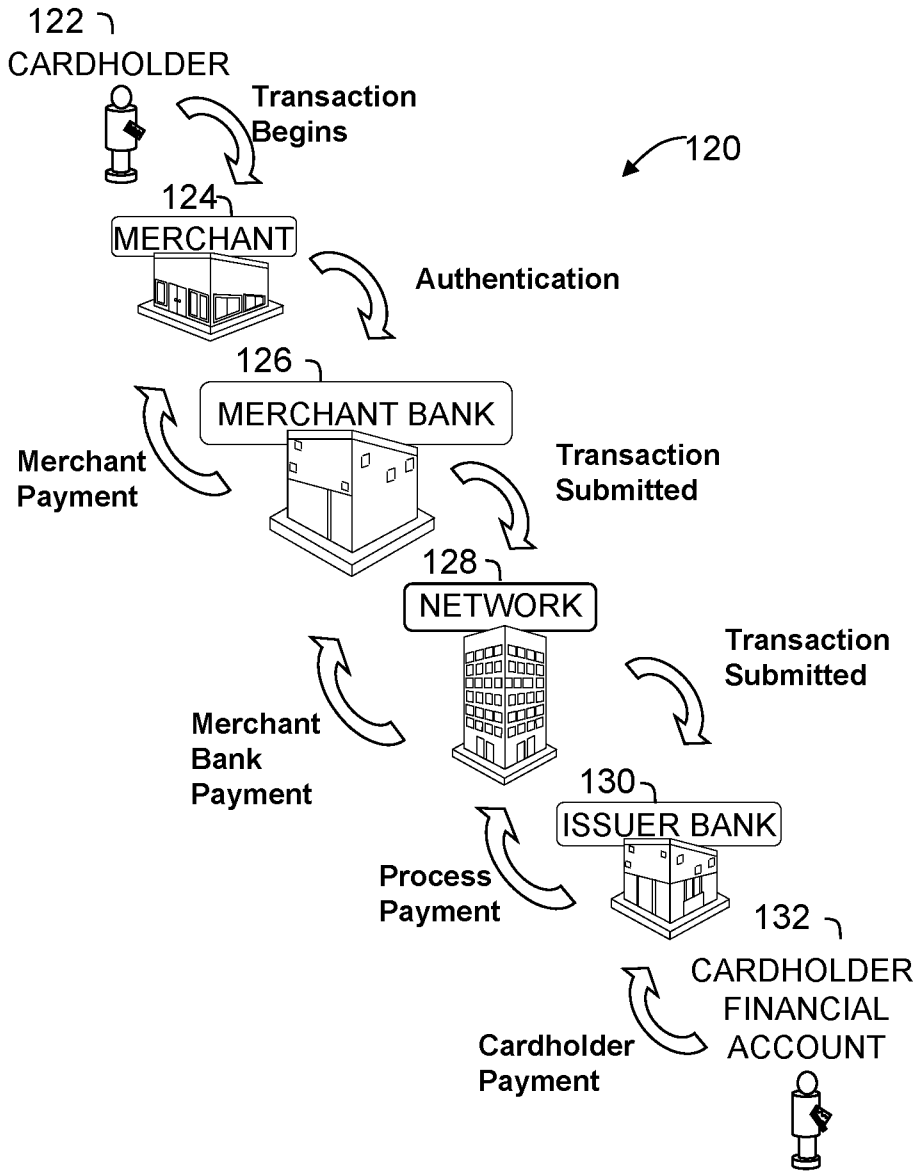 122
CARDHOLDER
Transaction
Begins
120
124
MERCHANT
Authentication
126
MERCHANT BANK
Merchant
Payment
Transaction
Submitted
128
NETWORK
Transaction
Submitted
Merchant
Bank
Payment
130
ISSUER BANK
Process
Payment
132
CARDHOLDER
FINANCIAL
ACCOUNT
Cardholder
Payment